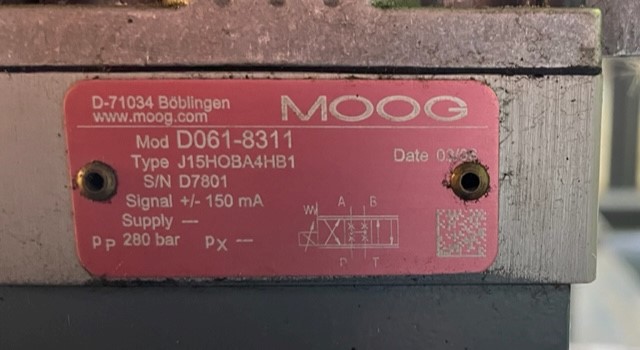 D-71034 Böblingen
www.moog.com
MOOG
Mod D061-8311
Type J15HOBA4HB1
Date
S/N D7801
Signal +/- 150 mA
Supply —
pP 280 bar pX —
A B
P T